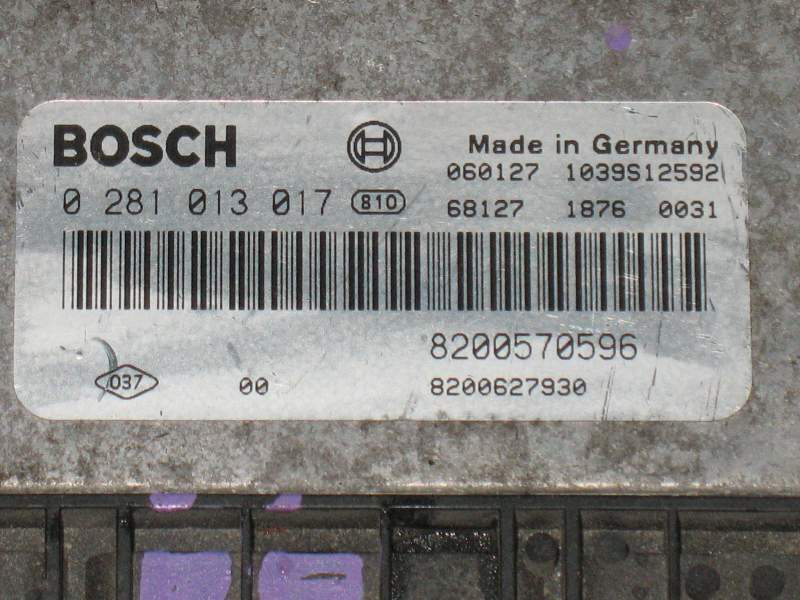 BOSCH
Made in Germany
060127 1039S12592
0 281 013 017 810
68127 1876 0031
8200570596
037 00 8200627930